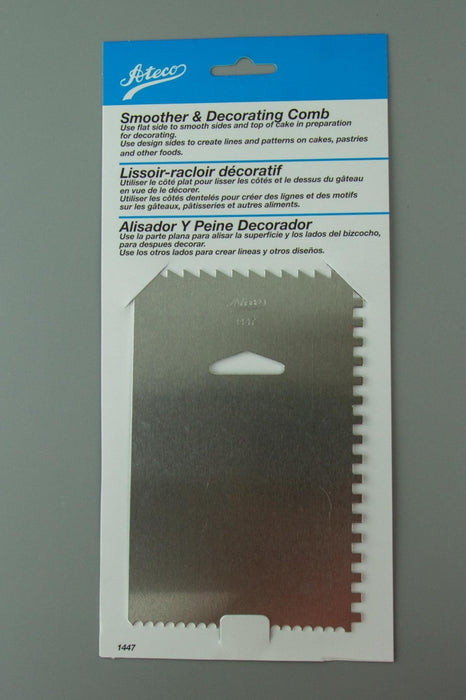 Ateco
Smoother & Decorating Comb
Use flat side to smooth sides and top of cake in preparation
for decorating.
Use design sides to create lines and patterns on cakes, pastries
and other foods.
Lissoir-racloir décoratif
Utiliser le côté plat pour lisser les côtés et le dessus du gâteau
en vue de le décorer.
Utiliser les côtés dentelés pour créer des lignes et des motifs
sur les gâteaux, pâtisseries et autres aliments.
Alisador Y Peine Decorador
Use la parte plana para alisar la superficie y los lados del bizcocho,
para despues decorar.
Use los otros lados para crear lineas y otros diseños.
Ateco
1447
1447